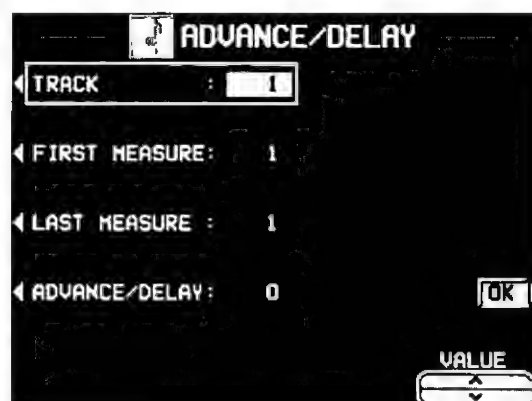 ADVANCE/DELAY
TRACK : 1
FIRST MEASURE: 1
LAST MEASURE : 1
ADVANCE/DELAY: 0
OK
VALUE